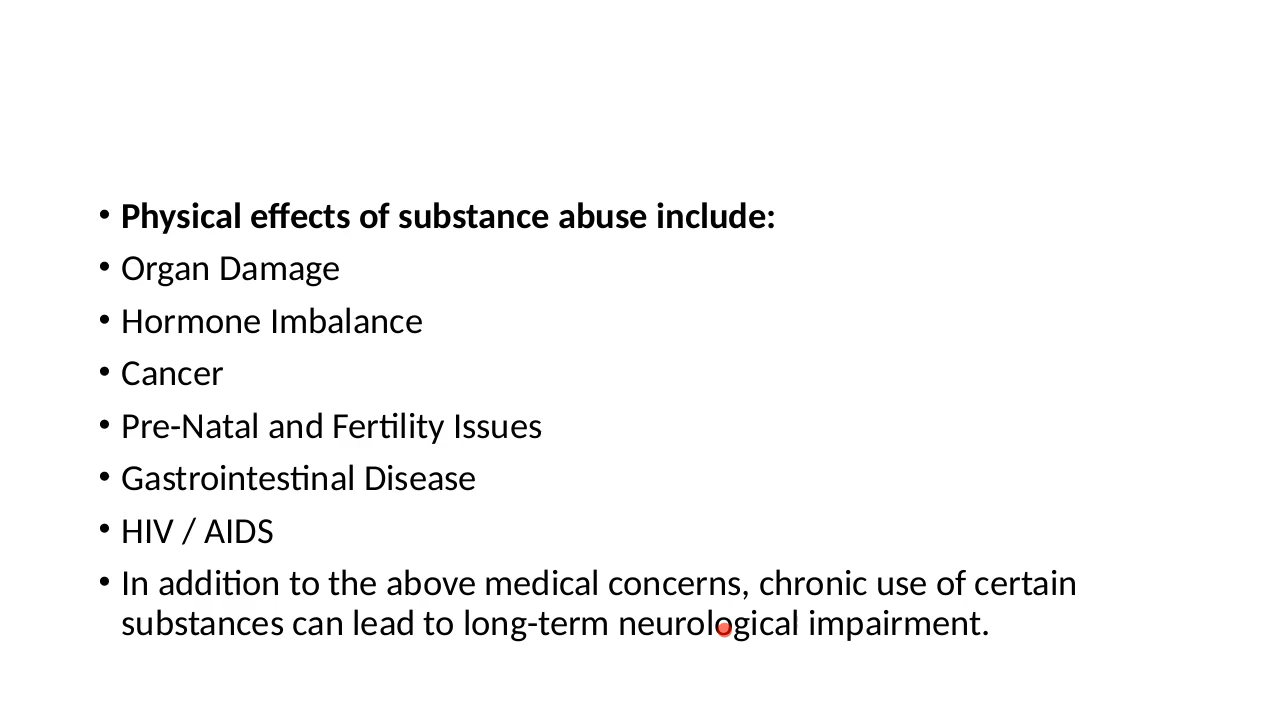 • Physical effects of substance abuse include:
• Organ Damage
• Hormone Imbalance
• Cancer
• Pre-Natal and Fertility Issues
• Gastrointestinal Disease
• HIV / AIDS
• In addition to the above medical concerns, chronic use of certain
substances can lead to long-term neurological impairment.